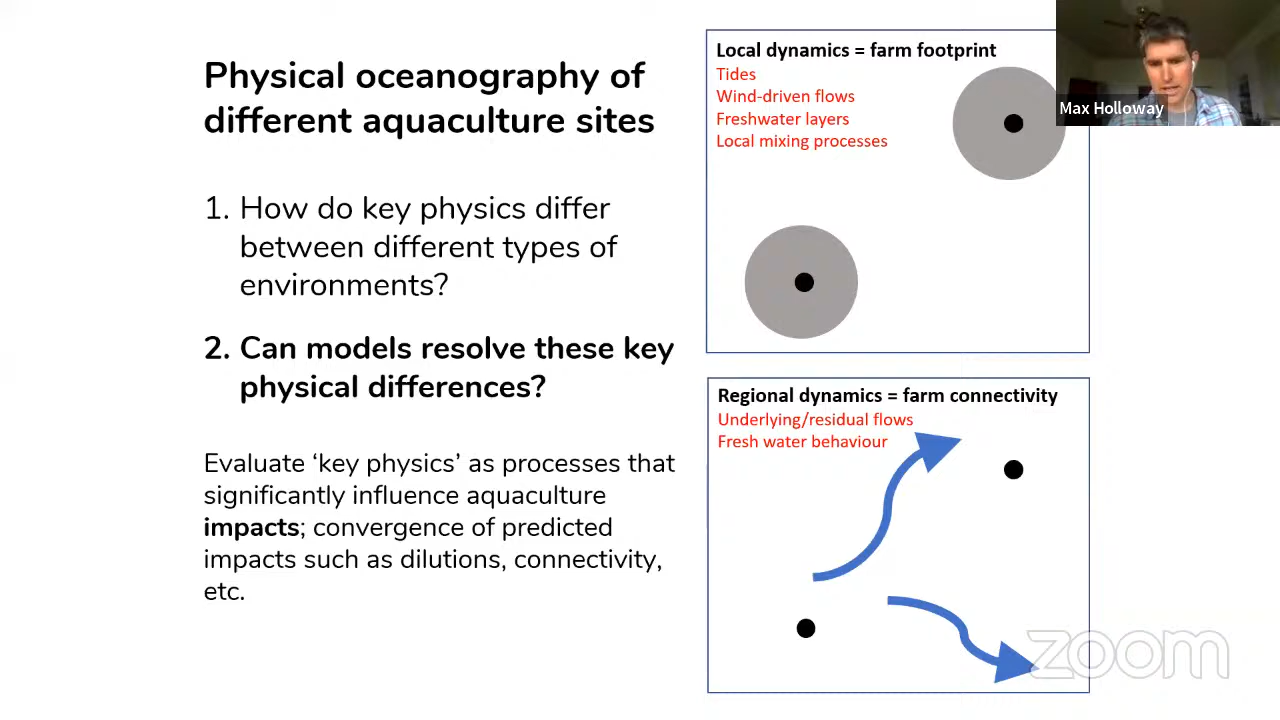 Physical oceanography of
different aquaculture sites
1. How do key physics differ
between different types of
environments?
2. Can models resolve these key
physical differences?
Evaluate ‘key physics’ as processes that
significantly influence aquaculture
impacts; convergence of predicted
impacts such as dilutions, connectivity,
etc.
Local dynamics = farm footprint
Tides
Wind-driven flows
Freshwater layers
Local mixing processes
Regional dynamics = farm connectivity
Underlying/residual flows
Fresh water behaviour
Max Holloway
zoom